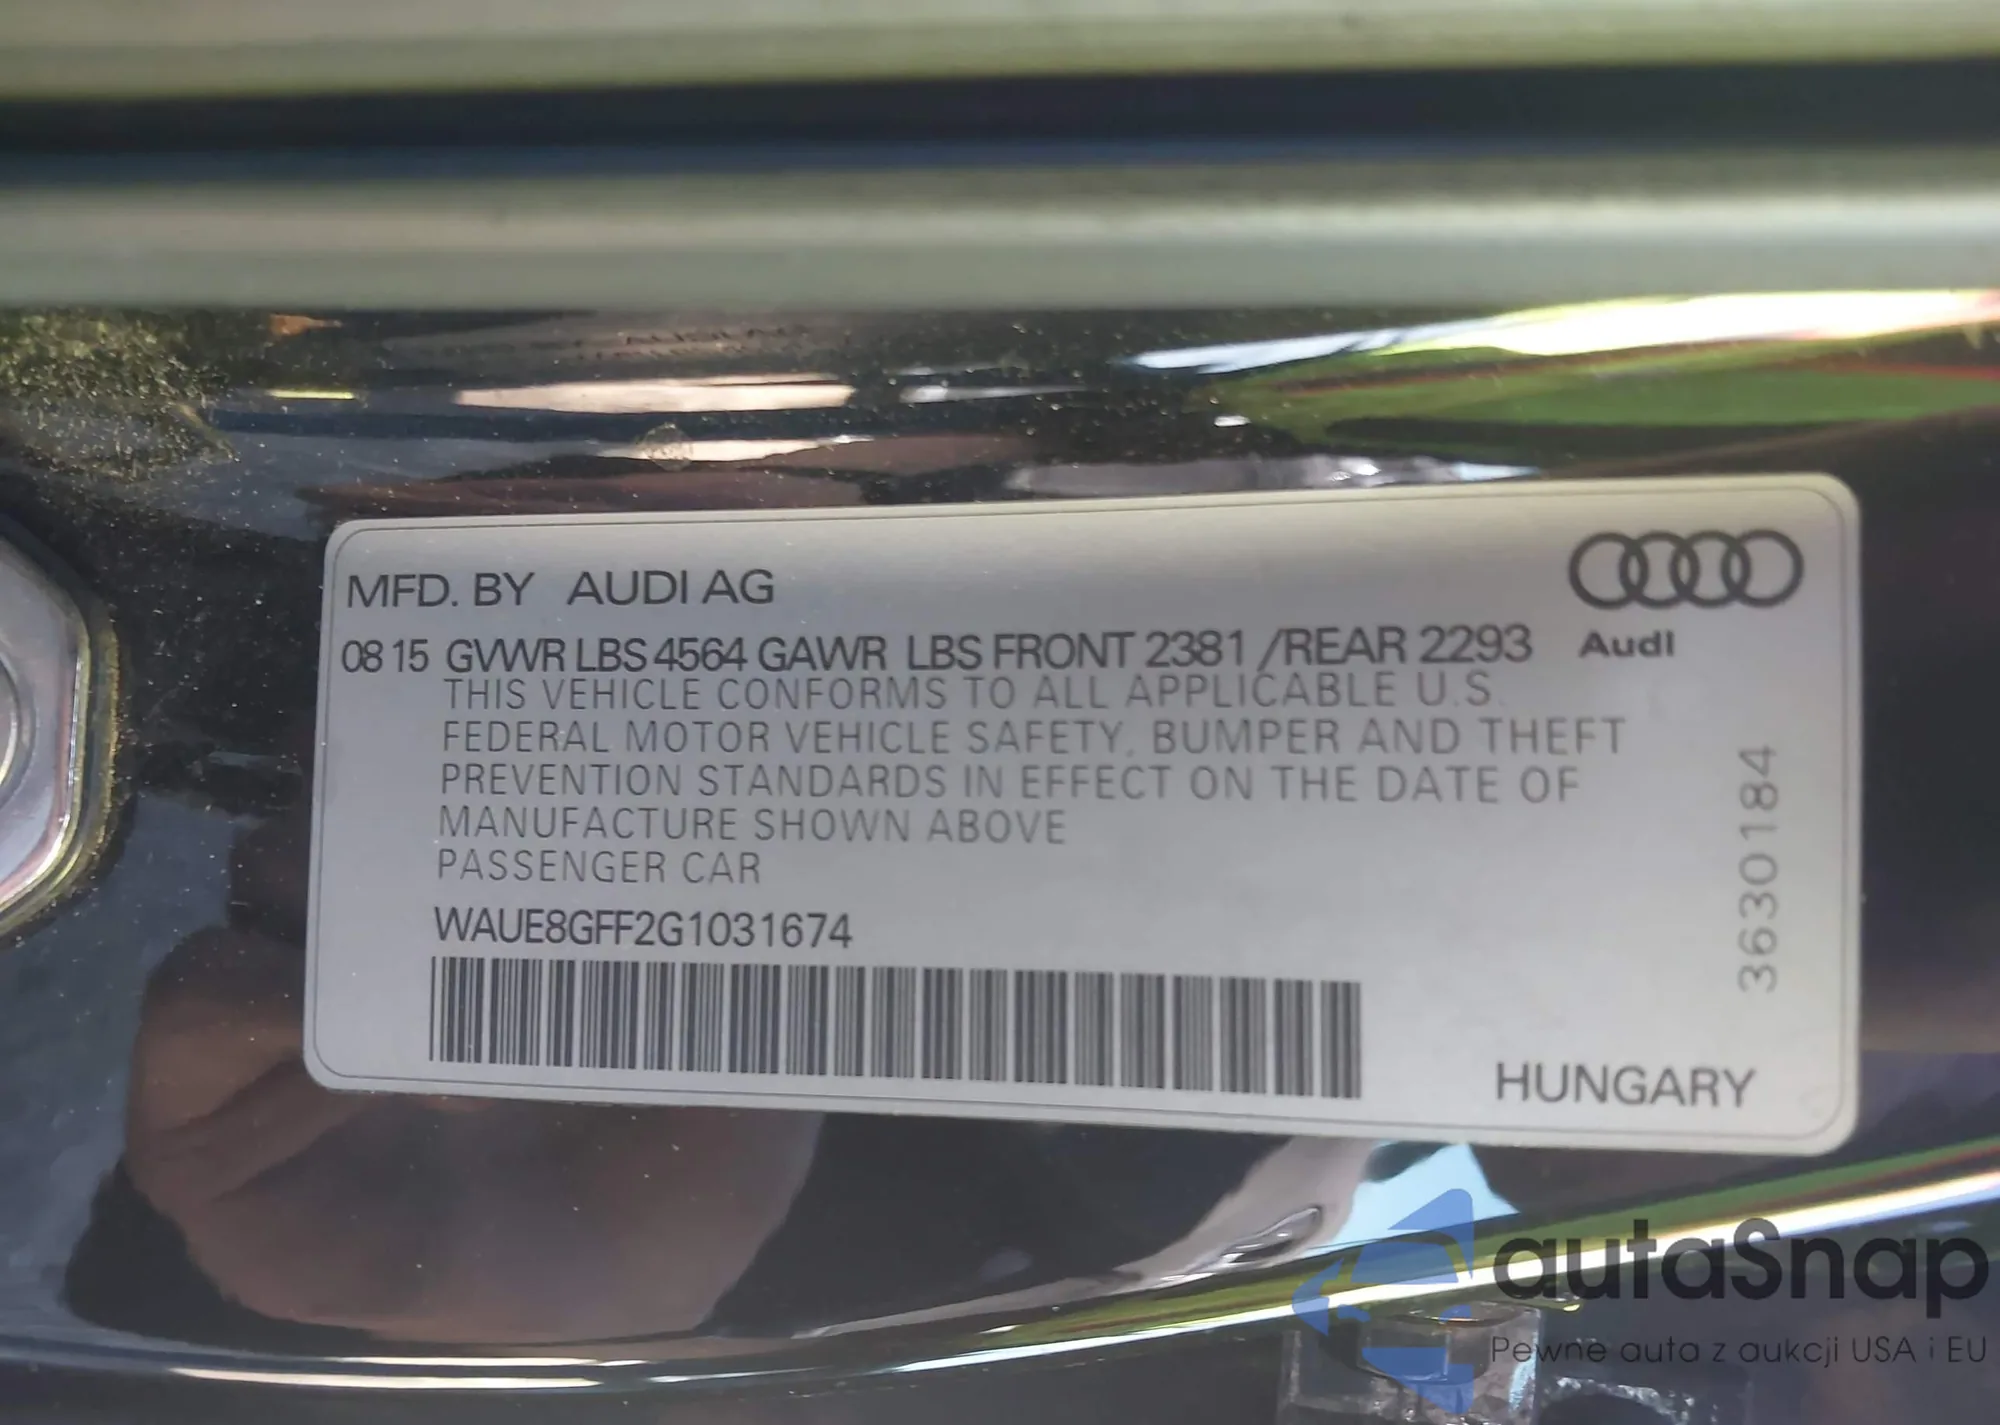 MFD. BY AUDI AG
08 15 GVWR LBS 4564 GAWR LBS FRONT 2381 /REAR 2293
Audi
THIS VEHICLE CONFORMS TO ALL APPLICABLE U.S.
FEDERAL MOTOR VEHICLE SAFETY, BUMPER AND THEFT
PREVENTION STANDARDS IN EFFECT ON THE DATE OF
MANUFACTURE SHOWN ABOVE
PASSENGER CAR
WAUE8GFF2G1031674
3630184
HUNGARY
autaSnap
Pewne auta z aukcji USA i EU